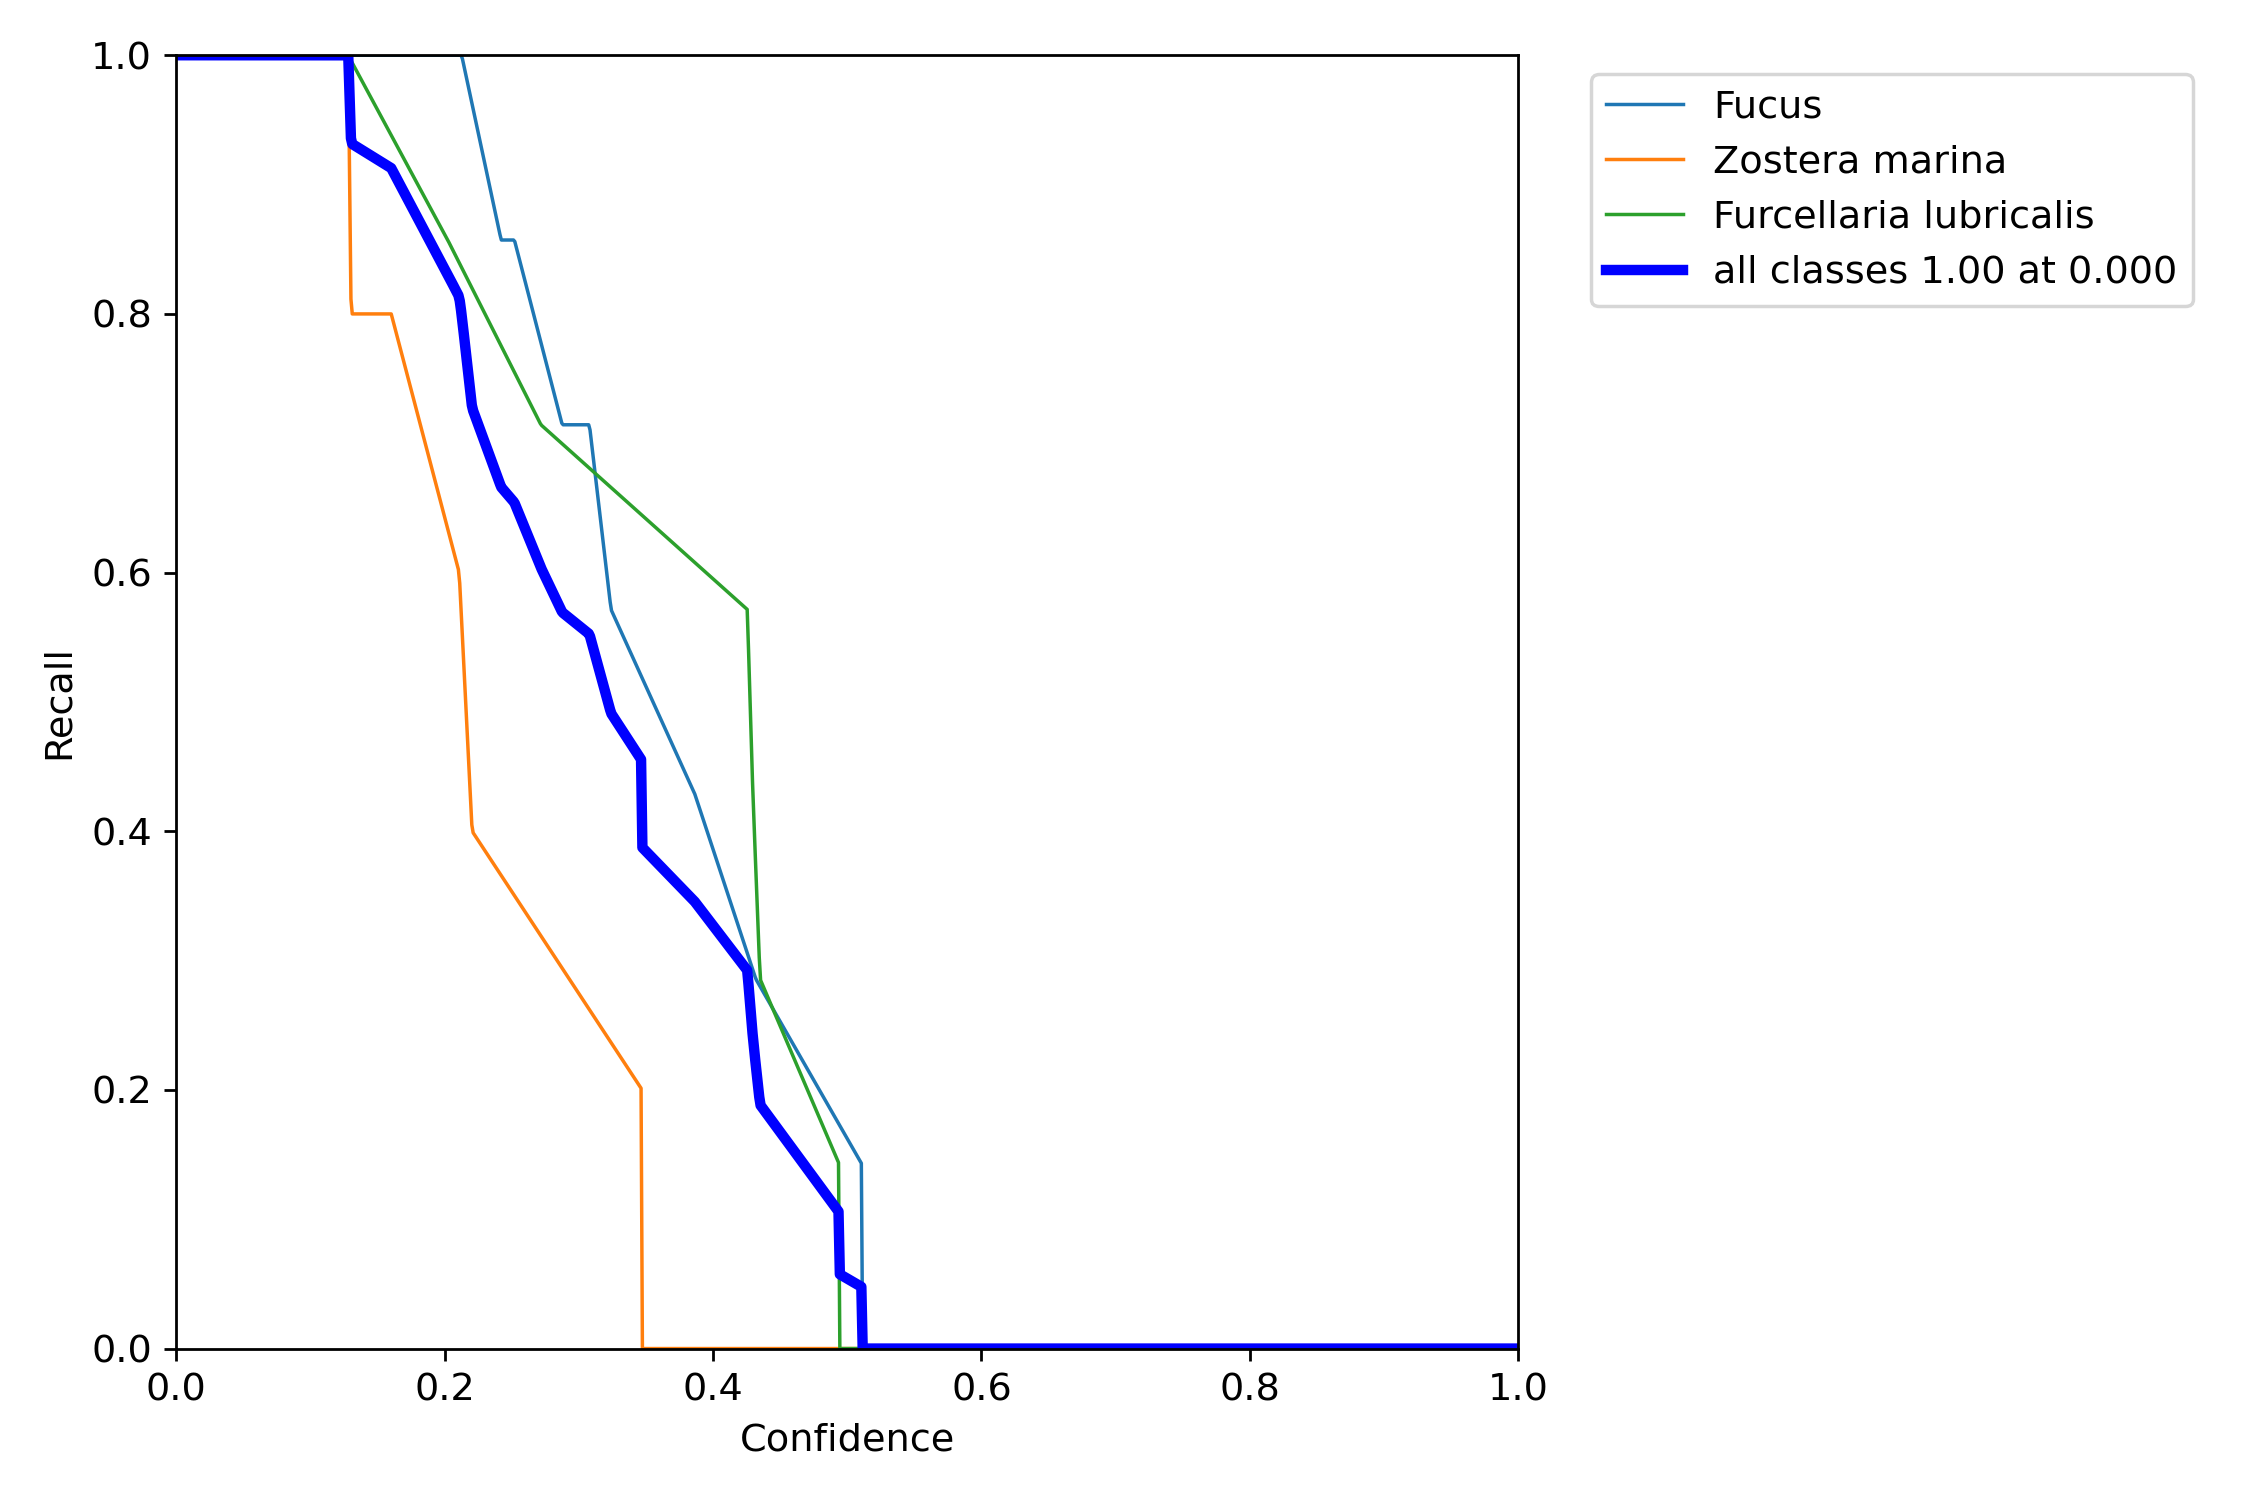 1.0
0.8
0.6
0.4
0.2
0.0
Recall
0.0 0.2 0.4 0.6 0.8 1.0
Confidence
Fucus
Zostera marina
Furcellaria lubricalis
all classes 1.00 at 0.000